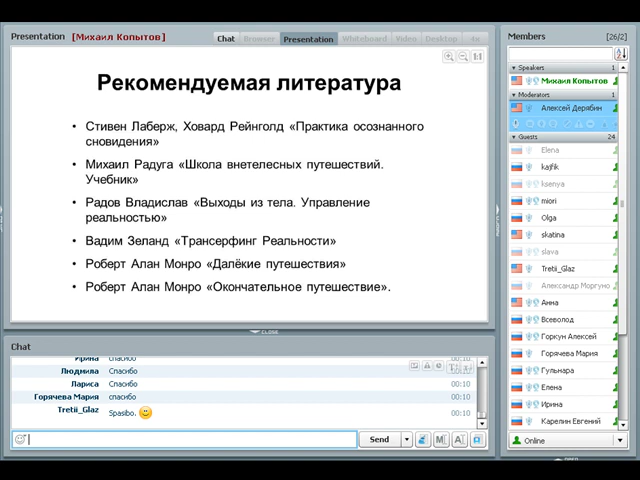 Presentation [Михаил Копытов]
Chat Browser Presentation Whiteboard Video Desktop
1:1
Рекомендуемая литература
• Стивен Лаберж, Ховард Рейнголд «Практика осознанного
сновидения»
• Михаил Радуга «Школа внетелесных путешествий.
Учебник»
• Радов Владислав «Выходы из тела. Управление
реальностью»
• Вадим Зеланд «Трансерфинг Реальности»
• Роберт Алан Монро «Далёкие путешествия»
• Роберт Алан Монро «Окончательное путешествие».
CLOSE
Chat
Ирина спасибо 00:10
Людмила Спасибо 00:10
Лариса Спасибо 00:10
Горячева Мария спасибо 00:10
Tretii_Glaz Spasibo. 00:10
Send
Members [26/2]
Speakers 1
Михаил Копытов
Moderators 1
Алексей Дерябин
Guests 24
Elena
kajfik
ksenya
miori
Olga
skatina
slava
Tretii_Glaz
Александр Моргуно
Анна
Всеволод
Горкун Алексей
Горячева Мария
Гульнара
Елена
Ирина
Карелин Евгений
Online